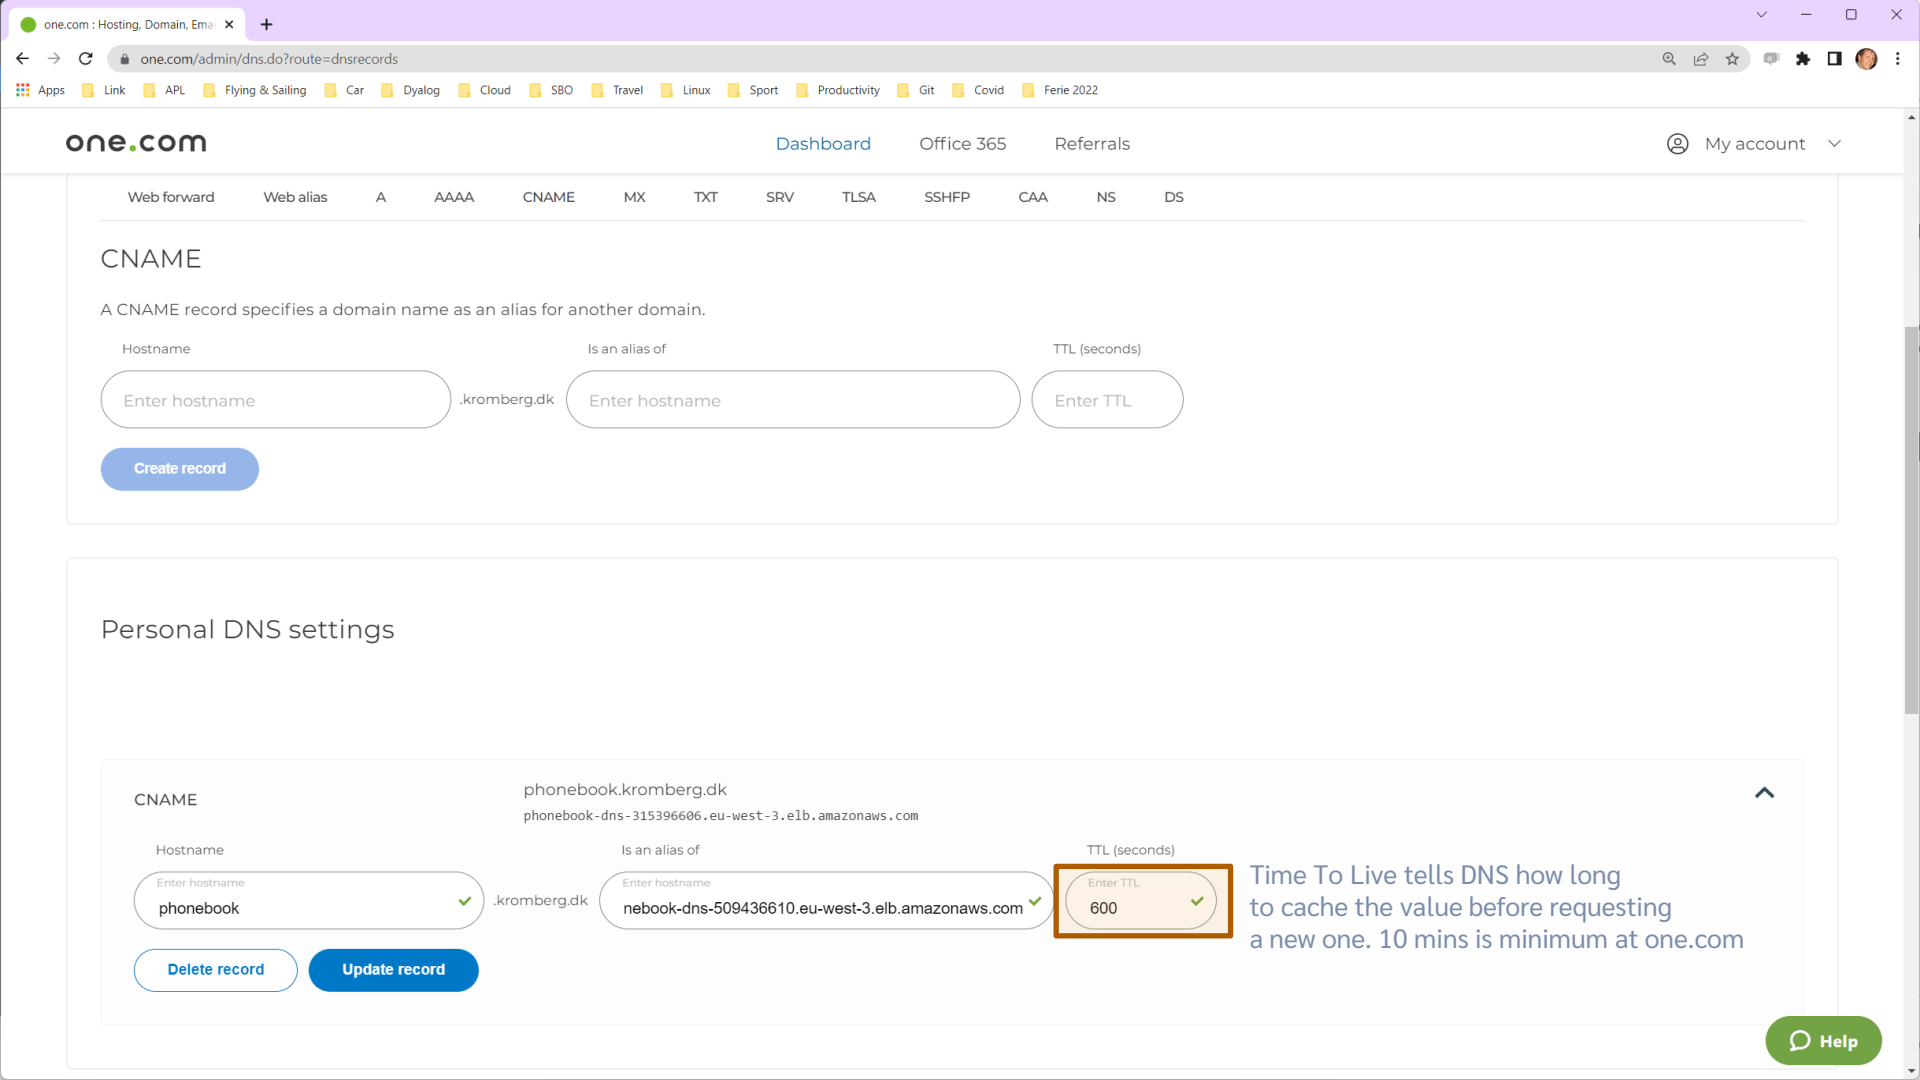 one.com : Hosting, Domain, Ema
one.com/admin/dns.do?route=dnsrecords
Apps Link APL Flying & Sailing Car Dyalog Cloud SBO Travel Linux Sport Productivity Git Covid Ferie 2022
one.com Dashboard Office 365 Referrals My account
Web forward Web alias A AAAA CNAME MX TXT SRV TLSA SSHFP CAA NS DS
CNAME
A CNAME record specifies a domain name as an alias for another domain.
Hostname Is an alias of TTL (seconds)
Enter hostname .kromberg.dk Enter hostname Enter TTL
Create record
Personal DNS settings
CNAME phonebook.kromberg.dk
phonebook-dns-315396606.eu-west-3.elb.amazonaws.com
Hostname Is an alias of TTL (seconds)
Enter hostname Enter hostname Enter TTL
phonebook .kromberg.dk nebook-dns-509436610.eu-west-3.elb.amazonaws.com 600
Time To Live tells DNS how long
to cache the value before requesting
a new one. 10 mins is minimum at one.com
Delete record Update record
Help